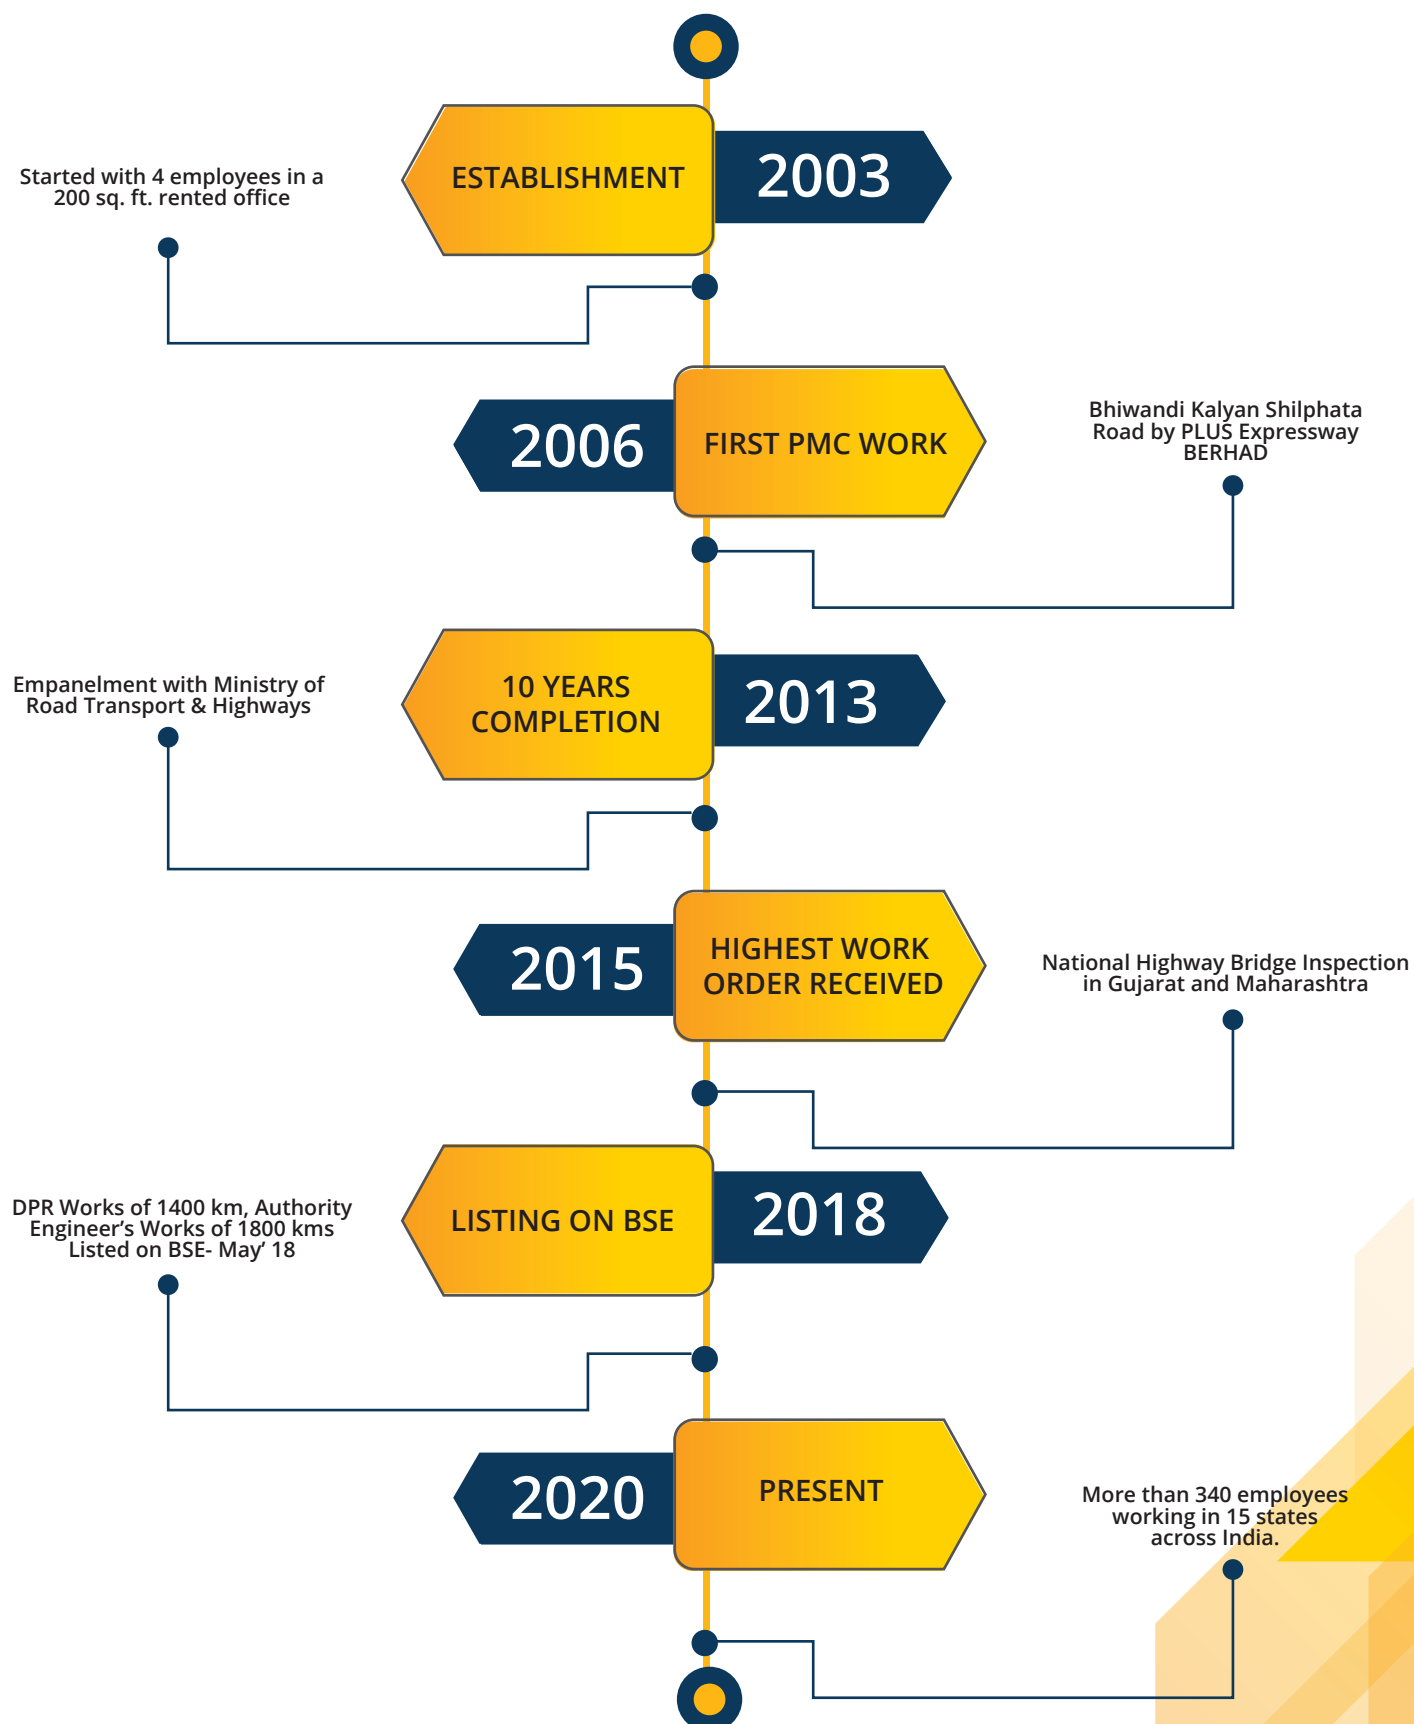 ESTABLISHMENT
2003
Started with 4 employees in a
200 sq. ft. rented office
2006
FIRST PMC WORK
Bhiwandi Kalyan Shilphata
Road by PLUS Expressway
BERHAD
10 YEARS
COMPLETION
2013
Empanelment with Ministry of
Road Transport & Highways
2015
HIGHEST WORK
ORDER RECEIVED
National Highway Bridge Inspection
in Gujarat and Maharashtra
LISTING ON BSE
2018
DPR Works of 1400 km, Authority
Engineer’s Works of 1800 kms
Listed on BSE- May’ 18
2020
PRESENT
More than 340 employees
working in 15 states
across India.